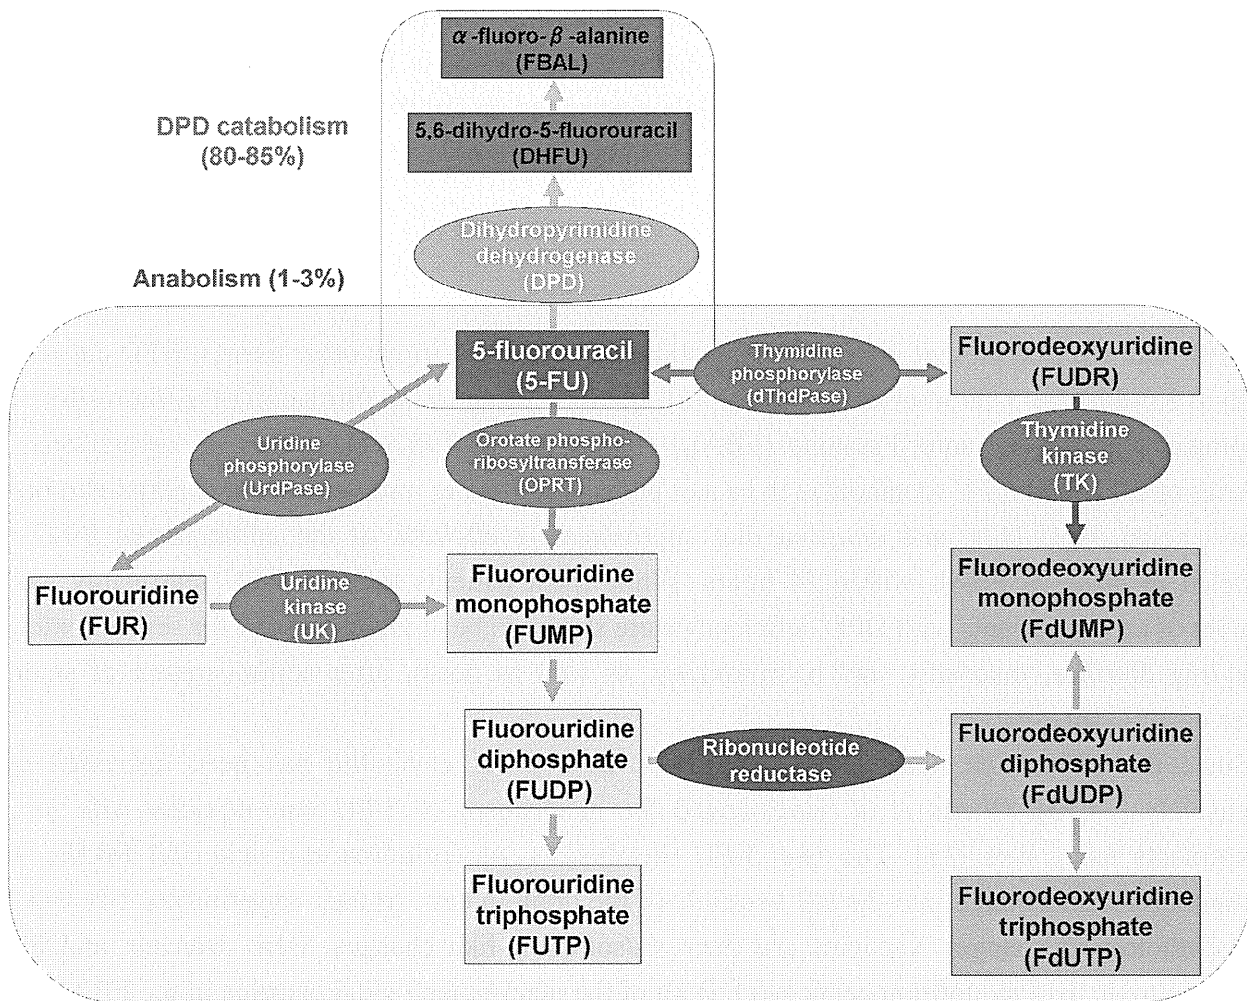 α-fluoro-β-alanine
(FBAL)
DPD catabolism
(80-85%)
5,6-dihydro-5-fluorouracil
(DHFU)
Dihydropyrimidine
dehydrogenase
(DPD)
Anabolism (1-3%)
5-fluorouracil
(5-FU)
Thymidine
phosphorylase
(dThdPase)
Fluorodeoxyuridine
(FUDR)
Uridine
phosphorylase
(UrdPase)
Orotate phospho-
ribosyltransferase
(OPRT)
Thymidine
kinase
(TK)
Fluorouridine
(FUR)
Uridine
kinase
(UK)
Fluorouridine
monophosphate
(FUMP)
Fluorodeoxyuridine
monophosphate
(FdUMP)
Fluorouridine
diphosphate
(FUDP)
Ribonucleotide
reductase
Fluorodeoxyuridine
diphosphate
(FdUDP)
Fluorouridine
triphosphate
(FUTP)
Fluorodeoxyuridine
triphosphate
(FdUTP)